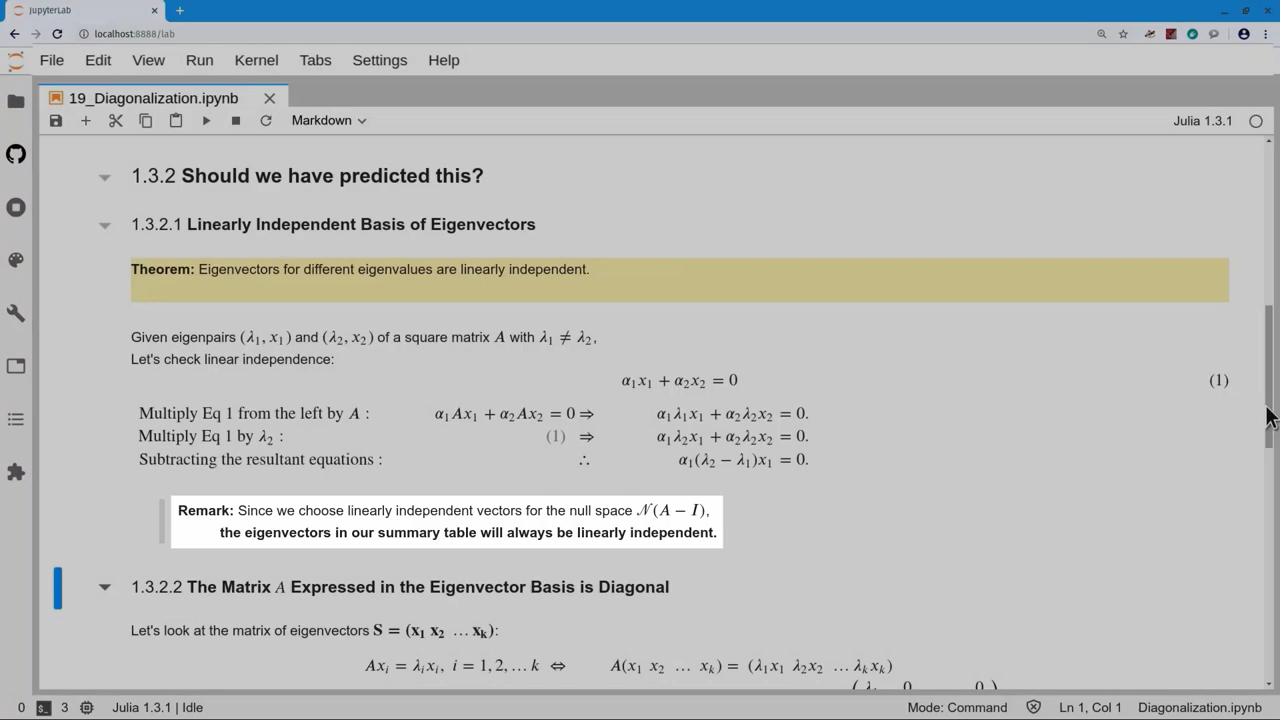 JupyterLab
localhost:8888/lab
File Edit View Run Kernel Tabs Settings Help
19_Diagonalization.ipynb
Markdown
Julia 1.3.1
1.3.2 Should we have predicted this?
1.3.2.1 Linearly Independent Basis of Eigenvectors
Theorem: Eigenvectors for different eigenvalues are linearly independent.
Given eigenpairs (λ₁, x₁) and (λ₂, x₂) of a square matrix A with λ₁ ≠ λ₂,
Let's check linear independence:
α₁x₁ + α₂x₂ = 0 (1)
Multiply Eq 1 from the left by A : α₁Ax₁ + α₂Ax₂ = 0 ⇒ α₁λ₁x₁ + α₂λ₂x₂ = 0.
Multiply Eq 1 by λ₂ : (1) ⇒ α₁λ₂x₁ + α₂λ₂x₂ = 0.
Subtracting the resultant equations : ∴ α₁(λ₂ − λ₁)x₁ = 0.
Remark: Since we choose linearly independent vectors for the null space 𝒩(A − I),
the eigenvectors in our summary table will always be linearly independent.
1.3.2.2 The Matrix A Expressed in the Eigenvector Basis is Diagonal
Let's look at the matrix of eigenvectors S = (x₁ x₂ … xₖ):
Axᵢ = λᵢxᵢ, i = 1, 2, … k ⇔ A(x₁ x₂ … xₖ) = (λ₁x₁ λ₂x₂ … λₖxₖ)
0 3 Julia 1.3.1 | Idle Mode: Command Ln 1, Col 1 Diagonalization.ipynb